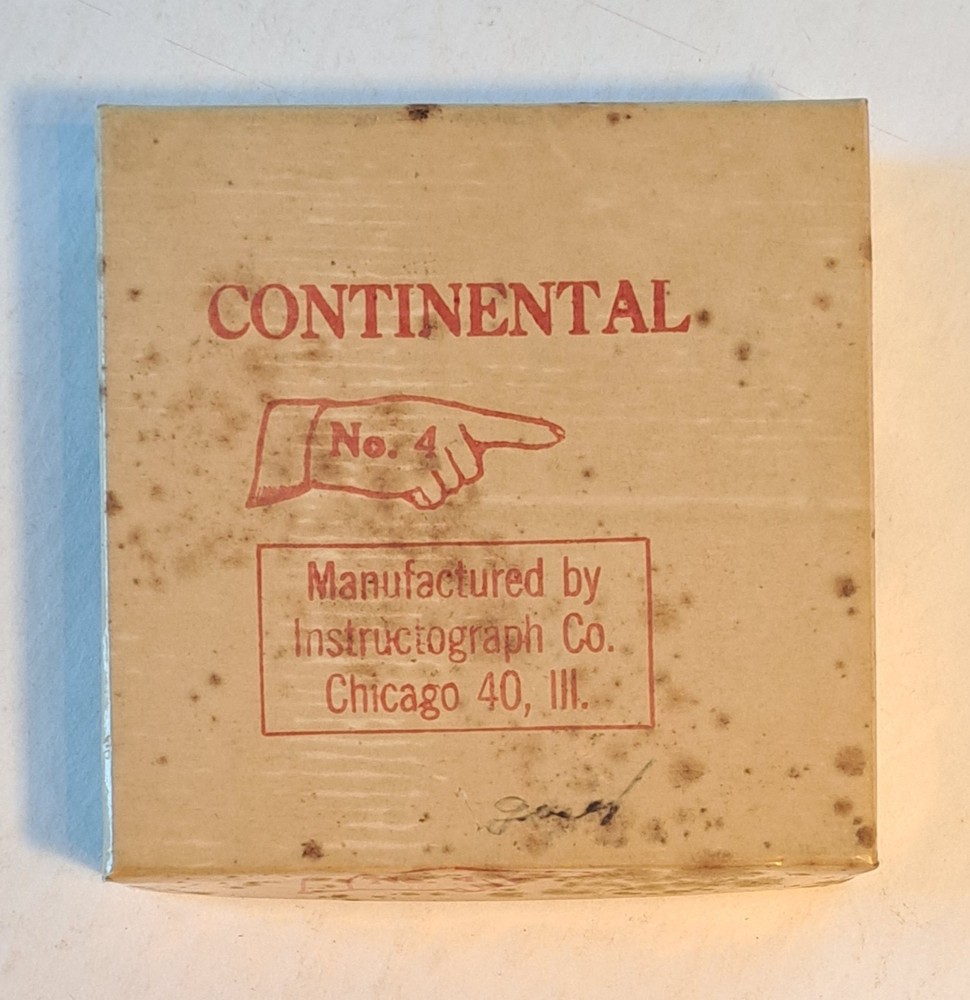 CONTINENTAL
No. 4
Manufactured by
Instructograph Co.
Chicago 40, Ill.